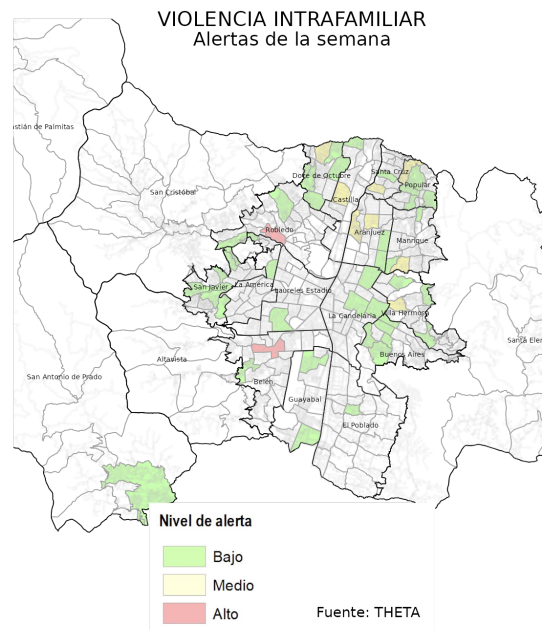 VIOLENCIA INTRAFAMILIAR
Alertas de la semana
stián de Palmitas
San Cristóbal
Doce de Octubre
Santa Cruz
Popular
Castilla
Robledo
Aranjuez
Manrique
San Javier
La América
Laureles Estadio
La Candelaria
Villa Hermosa
Santa Elen
Altavista
Buenos Aires
San Antonio de Prado
Belén
Guayabal
El Poblado
Nivel de alerta
Bajo
Medio
Alto
Fuente: THETA